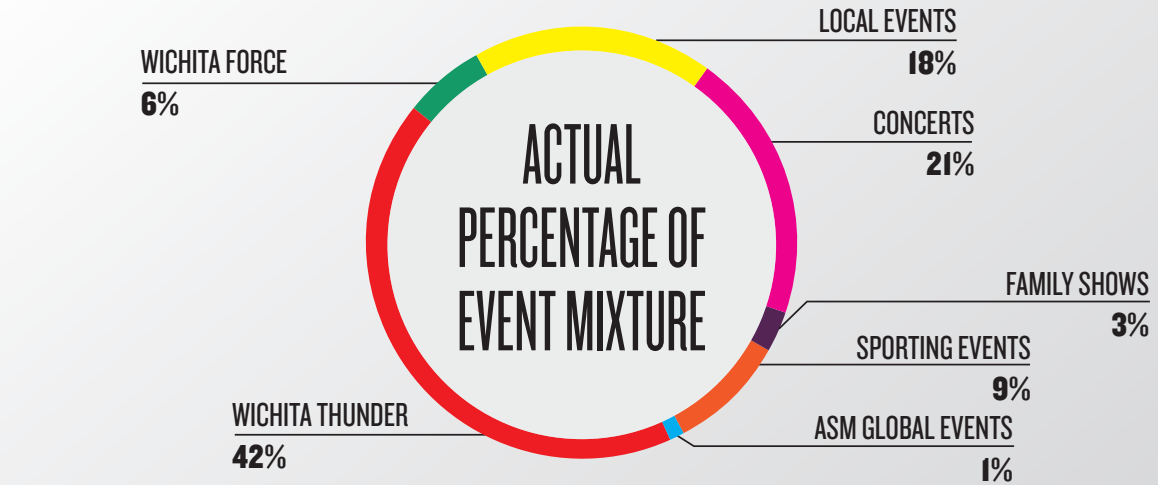 ACTUAL
PERCENTAGE OF
EVENT MIXTURE
LOCAL EVENTS
18%
CONCERTS
21%
FAMILY SHOWS
3%
SPORTING EVENTS
9%
ASM GLOBAL EVENTS
1%
WICHITA THUNDER
42%
WICHITA FORCE
6%